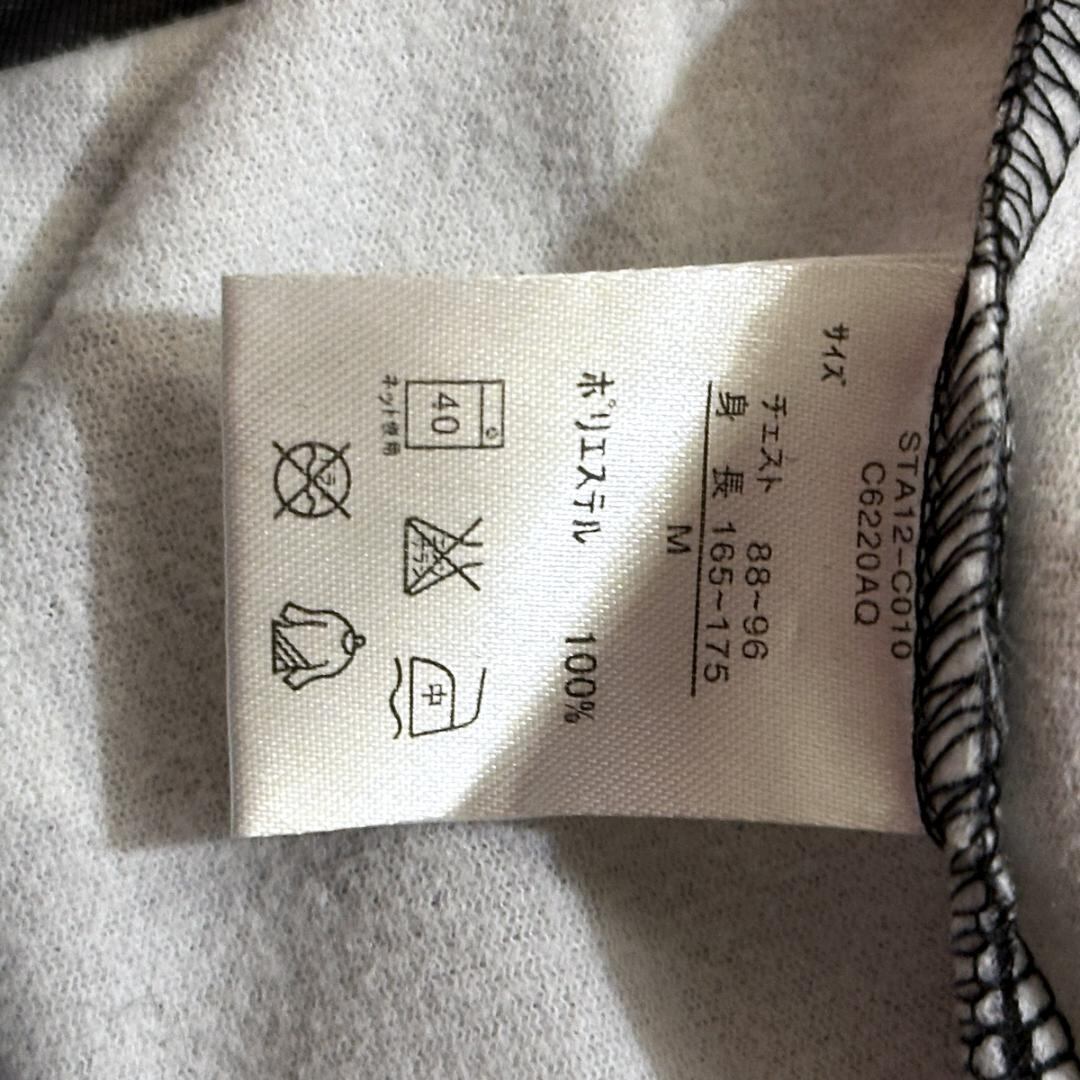 STA12-C010
C6220AQ
サイズ
チェスト 88~96
身 長 165~175
M
ポリエステル 100%
40
中
ネット使用